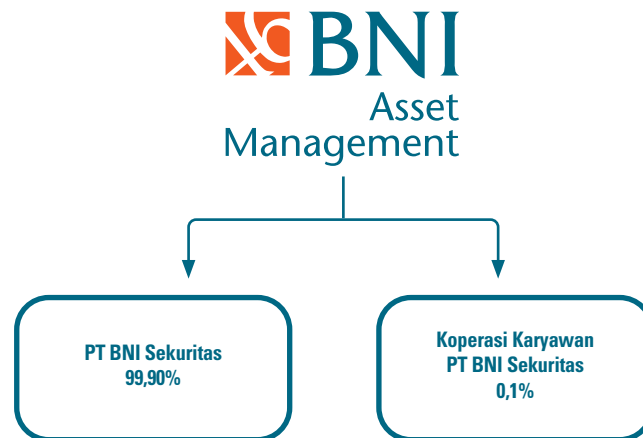 BNI
Asset
Management
PT BNI Sekuritas
99,90%
Koperasi Karyawan
PT BNI Sekuritas
0,1%